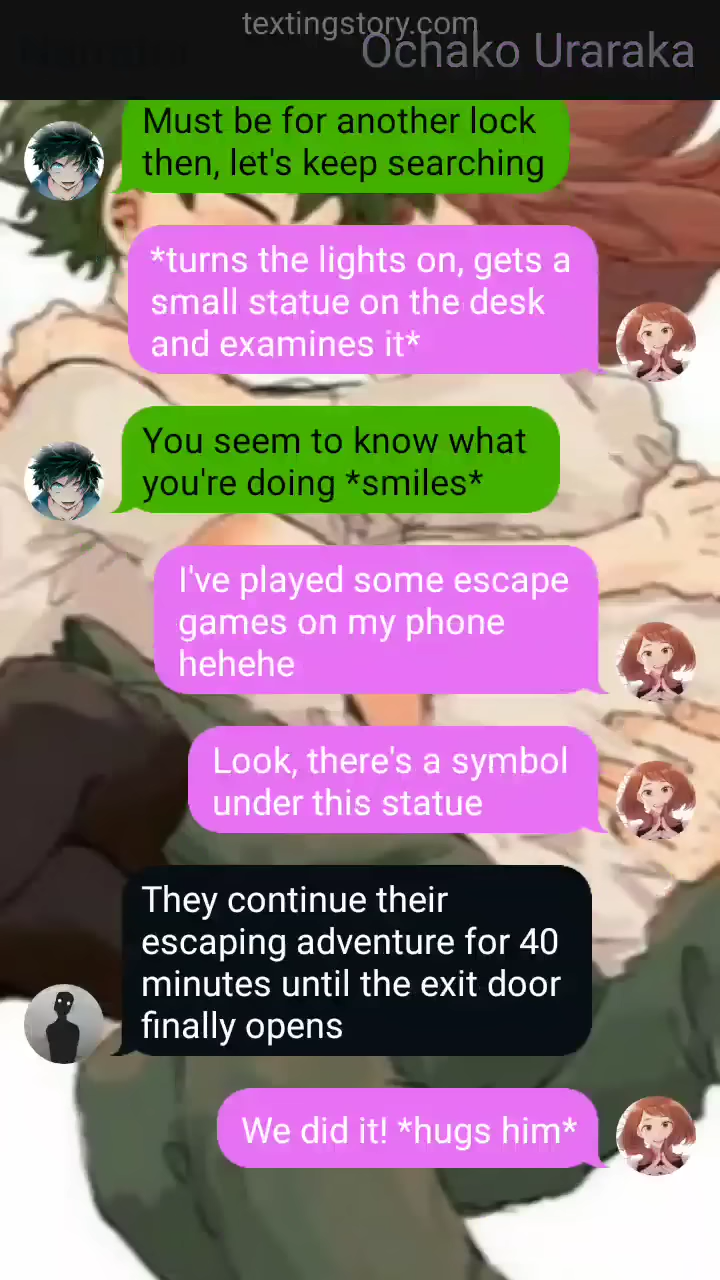 textingstory.com
Ochako Uraraka
Must be for another lock
then, let's keep searching
*turns the lights on, gets a
small statue on the desk
and examines it*
You seem to know what
you're doing *smiles*
I've played some escape
games on my phone
hehehe
Look, there's a symbol
under this statue
They continue their
escaping adventure for 40
minutes until the exit door
finally opens
We did it! *hugs him*